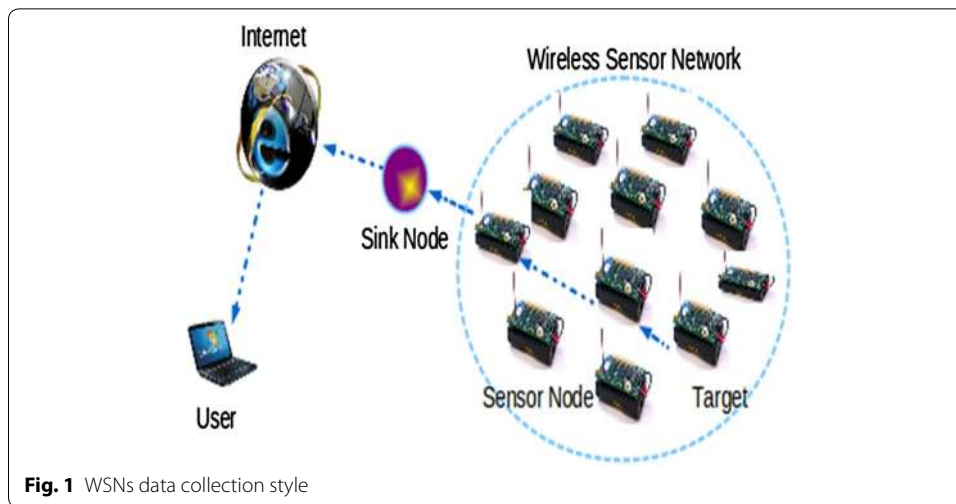 Internet
Wireless Sensor Network
Sink Node
Sensor Node
Target
User
Fig. 1 WSNs data collection style